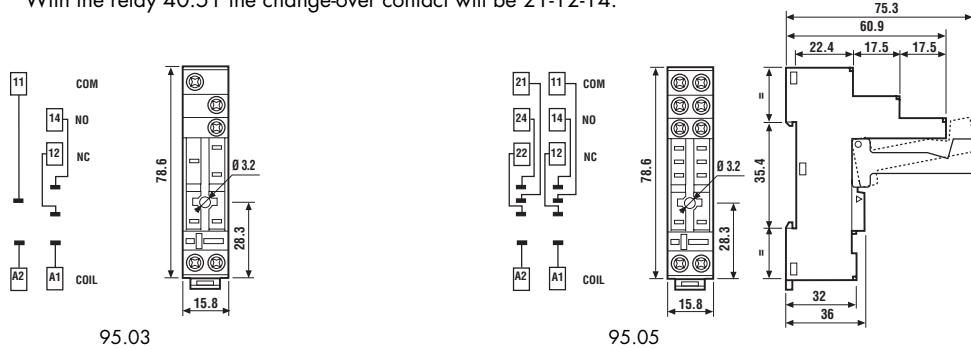 With the relay 40.51 the change-over contact will be 21-12-14.
11 COM
14 NO
12 NC
A2 A1 COIL
78.6
Ø 3.2
28.3
15.8
95.03
21 11 COM
24 14 NO
22 12 NC
A2 A1 COIL
78.6
Ø 3.2
28.3
15.8
95.05
75.3
60.9
22.4 17.5 17.5
=
35.4
=
32
36